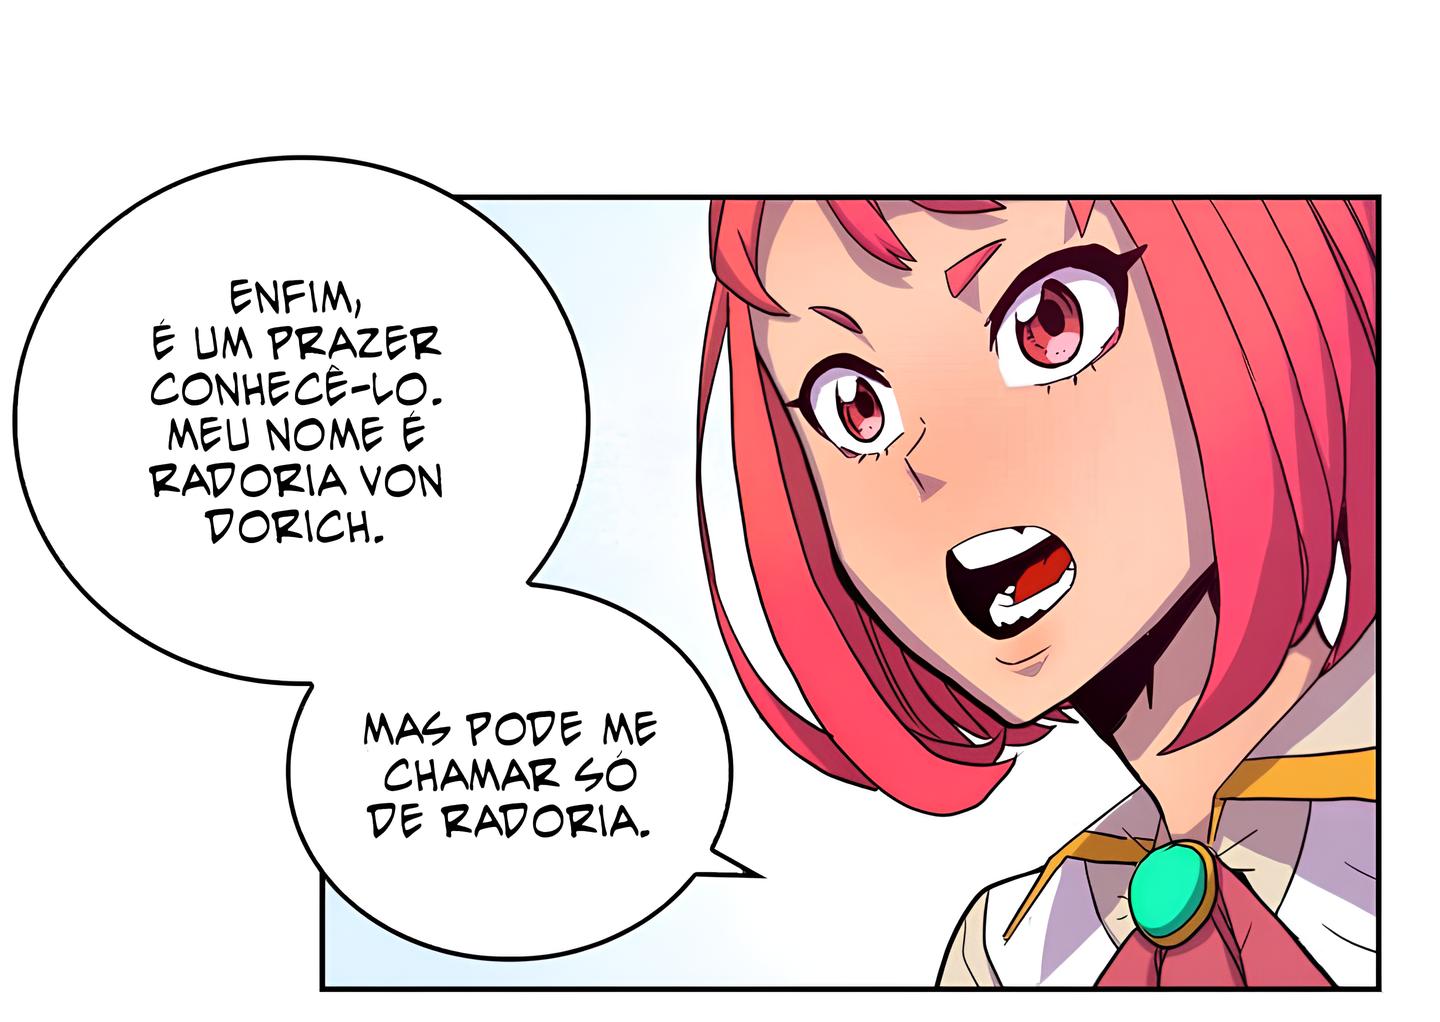 ENFIM,
É UM PRAZER
CONHECÊ-LO.
MEU NOME É
RADORIA VON
DORICH.
MAS PODE ME
CHAMAR SÓ
DE RADORIA.